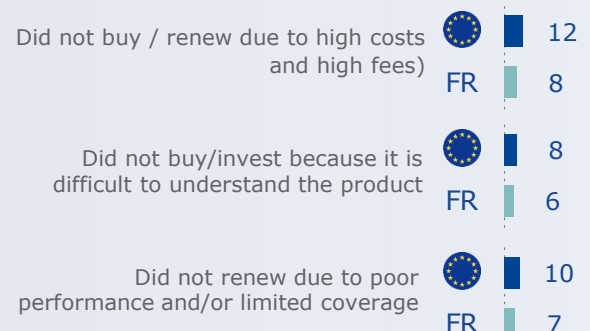 Did not buy / renew due to high costs
and high fees)
12
FR 8
Did not buy/invest because it is
difficult to understand the product
8
FR 6
Did not renew due to poor
performance and/or limited coverage
10
FR 7